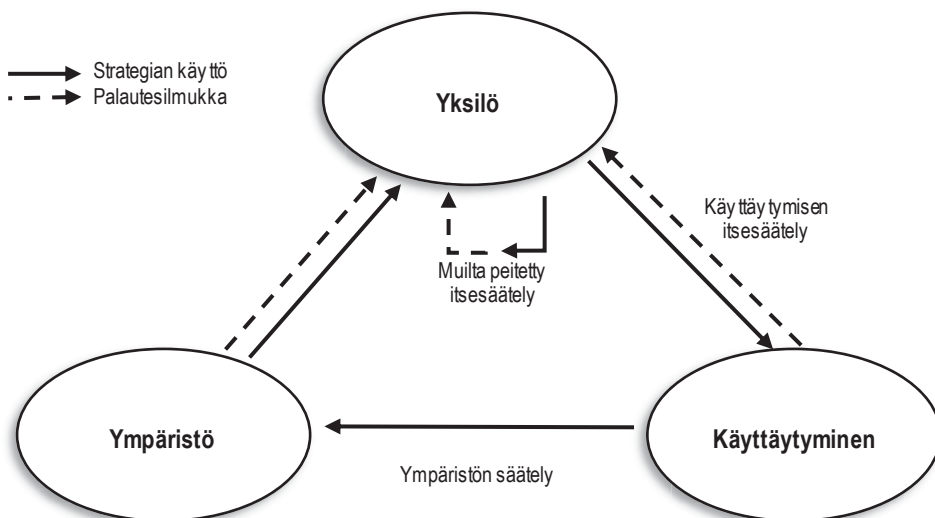 Strategian käyttö
Palautesilmukka
Yksilö
Käyttäytymisen
itsesäätely
Muilta peitetty
itsesäätely
Ympäristö
Käyttäytyminen
Ympäristön säätely